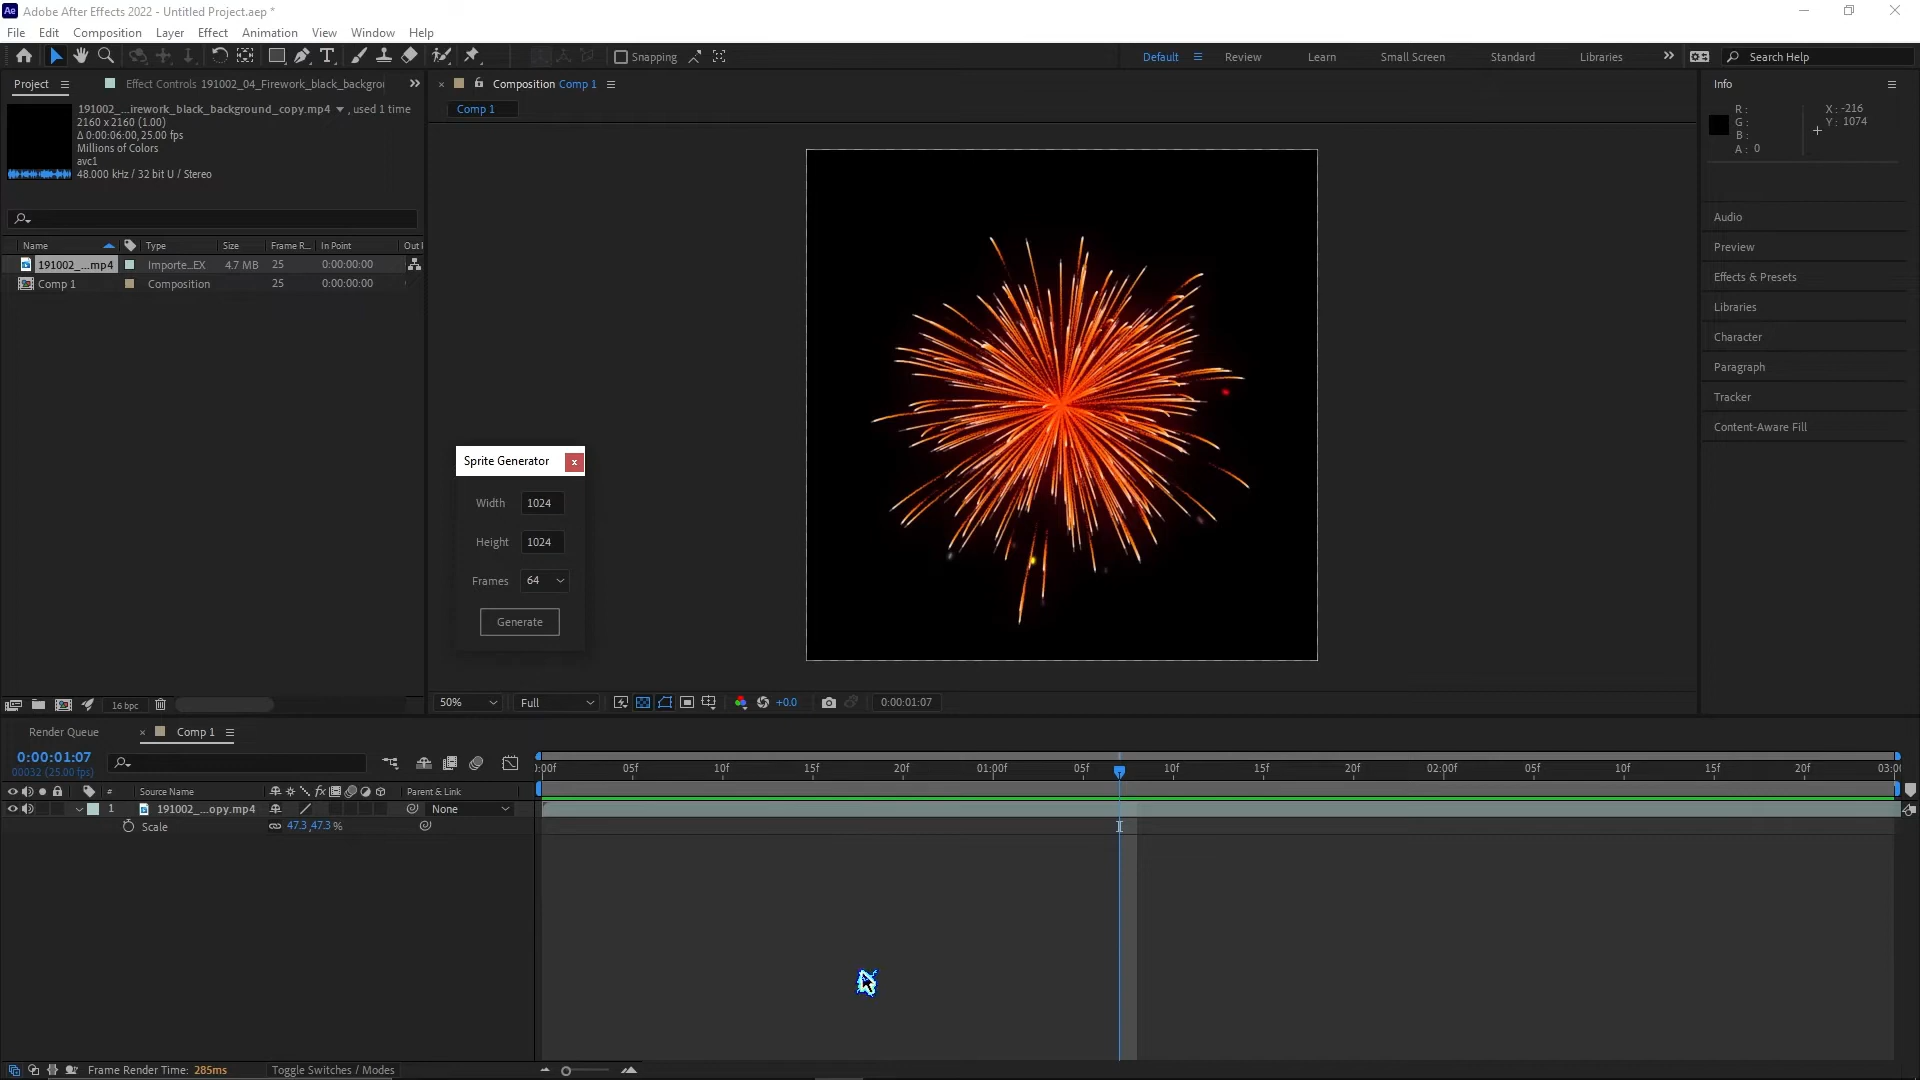 Ae Adobe After Effects 2022 - Untitled Project.aep *
File Edit Composition Layer Effect Animation View Window Help
Snapping Default Review Learn Small Screen Standard Libraries Search Help
Project Effect Controls 191002_04_Firework_black_backgro
191002_...irework_black_background_copy.mp4 , used 1 time
2160 x 2160 (1.00)
Δ 0:00:06:00, 25.00 fps
Millions of Colors
avc1
48.000 kHz / 32 bit U / Stereo
Name Type Size Frame R... In Point Out
191002_...mp4 Importe...EX 4.7 MB 25 0:00:00:00
Comp 1 Composition 25 0:00:00:00
16 bpc
Composition Comp 1
Comp 1
Sprite Generator x
Width 1024
Height 1024
Frames 64
Generate
50% Full +0.0 0:00:01:07
Info
R : X : -216
G : Y : 1074
B :
A : 0
Audio
Preview
Effects & Presets
Libraries
Character
Paragraph
Tracker
Content-Aware Fill
Render Queue Comp 1
0:00:01:07
00032 (25.00 fps)
# Source Name fx Parent & Link
1 191002_...opy.mp4 None
Scale 47.3,47.3 %
:00f 05f 10f 15f 20f 01:00f 05f 10f 15f 20f 02:00f 05f 10f 15f 20f 03:00
Frame Render Time: 285ms Toggle Switches / Modes